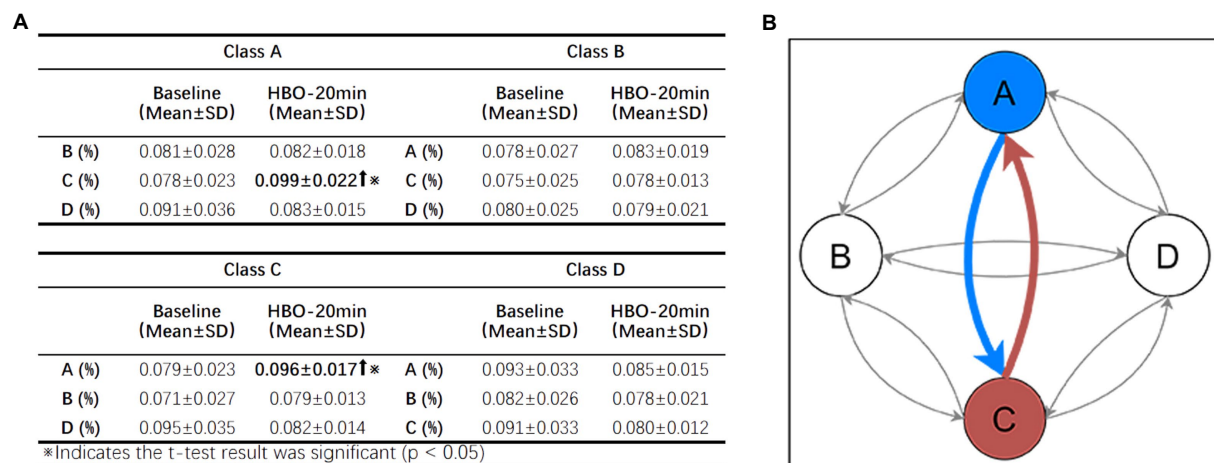 A
Class A Class B
Baseline (Mean±SD) HBO-20min (Mean±SD) Baseline (Mean±SD) HBO-20min (Mean±SD)
B (%) 0.081±0.028 0.082±0.018 A (%) 0.078±0.027 0.083±0.019
C (%) 0.078±0.023 0.099±0.022⬆※ C (%) 0.075±0.025 0.078±0.013
D (%) 0.091±0.036 0.083±0.015 D (%) 0.080±0.025 0.079±0.021
Class C Class D
Baseline (Mean±SD) HBO-20min (Mean±SD) Baseline (Mean±SD) HBO-20min (Mean±SD)
A (%) 0.079±0.023 0.096±0.017⬆※ A (%) 0.093±0.033 0.085±0.015
B (%) 0.071±0.027 0.079±0.013 B (%) 0.082±0.026 0.078±0.021
D (%) 0.095±0.035 0.082±0.014 C (%) 0.091±0.033 0.080±0.012
※Indicates the t-test result was significant (p < 0.05)
B
A
B
D
C